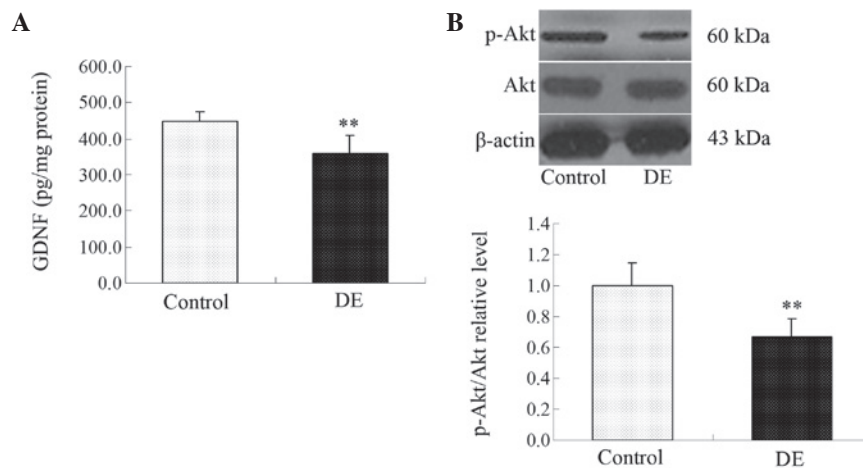 A
GDNF (pg/mg protein)
600.0
500.0
400.0
300.0
200.0
100.0
0.0
**
Control
DE
B
p-Akt
60 kDa
Akt
60 kDa
β-actin
43 kDa
Control
DE
p-Akt/Akt relative level
1.4
1.2
1.0
0.8
0.6
0.4
0.2
0.0
**
Control
DE